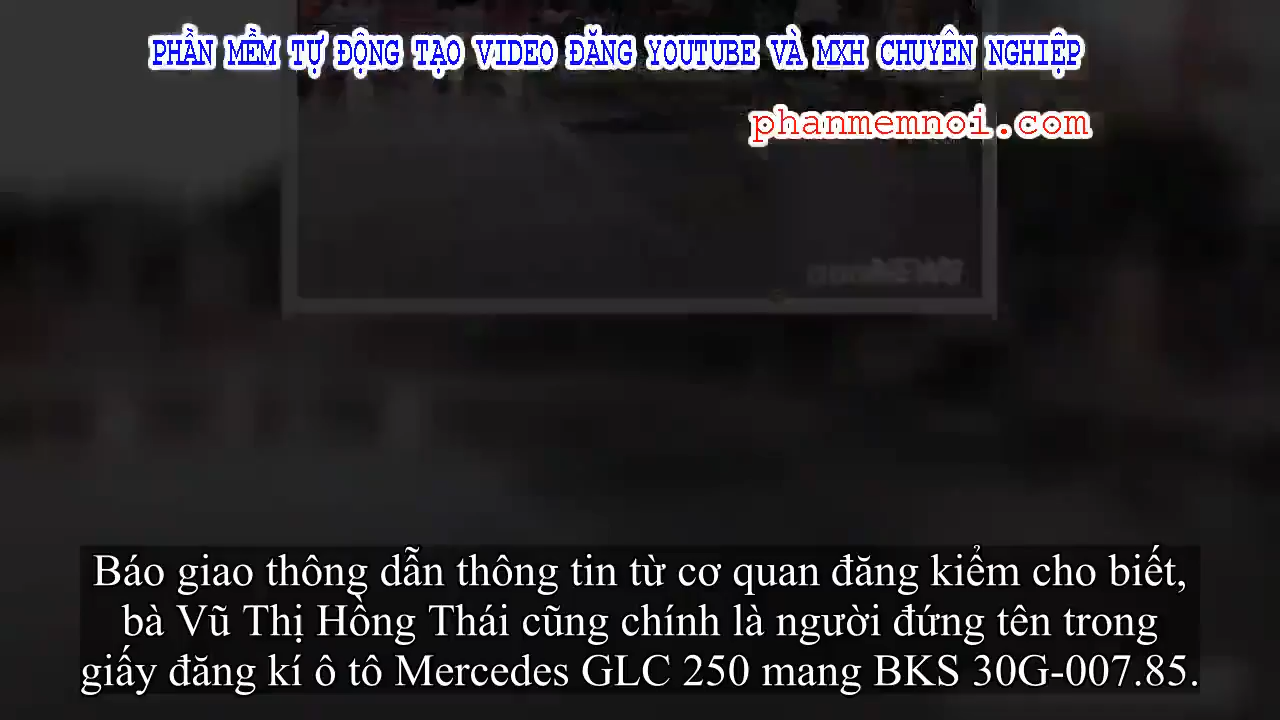 PHẦN MỀM TỰ ĐỘNG TẠO VIDEO ĐĂNG YOUTUBE VÀ MXH CHUYÊN NGHIỆP
phanmemnoi.com
Báo giao thông dẫn thông tin từ cơ quan đăng kiểm cho biết,
bà Vũ Thị Hồng Thái cũng chính là người đứng tên trong
giấy đăng kí ô tô Mercedes GLC 250 mang BKS 30G-007.85.